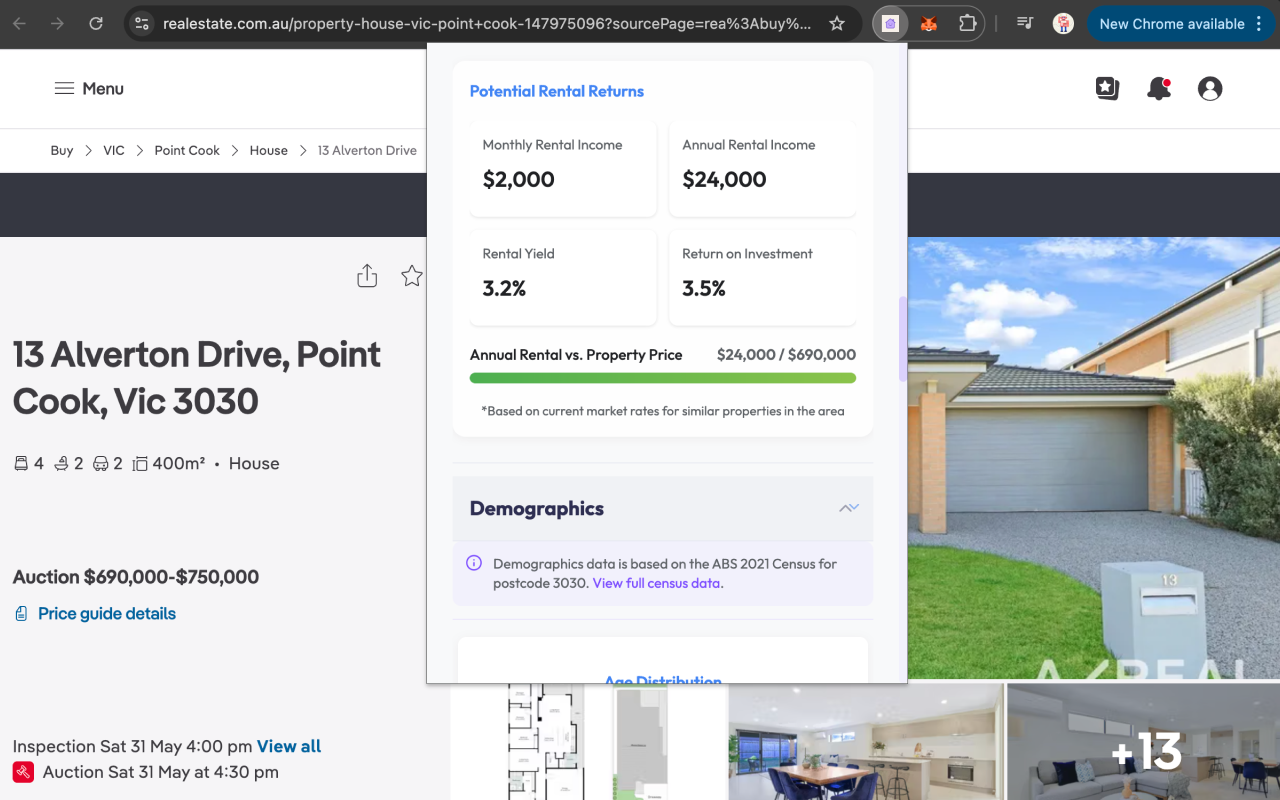 realestate.com.au/property-house-vic-point+cook-147975096?sourcePage=rea%3Abuy%...
New Chrome available
Menu
Buy
VIC
Point Cook
House
13 Alverton Drive
13 Alverton Drive, Point
Cook, Vic 3030
4
2
2
400m² • House
Auction $690,000-$750,000
Price guide details
Inspection Sat 31 May 4:00 pm View all
Auction Sat 31 May at 4:30 pm
Potential Rental Returns
Monthly Rental Income
$2,000
Annual Rental Income
$24,000
Rental Yield
3.2%
Return on Investment
3.5%
Annual Rental vs. Property Price
$24,000 / $690,000
*Based on current market rates for similar properties in the area
Demographics
Demographics data is based on the ABS 2021 Census for
postcode 3030. View full census data.
Age Distribution
13
+13